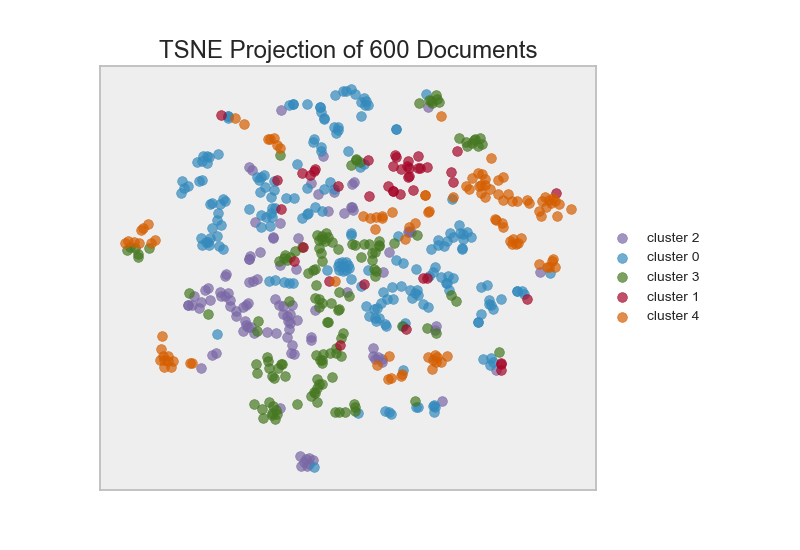 TSNE Projection of 600 Documents
cluster 2
cluster 0
cluster 3
cluster 1
cluster 4